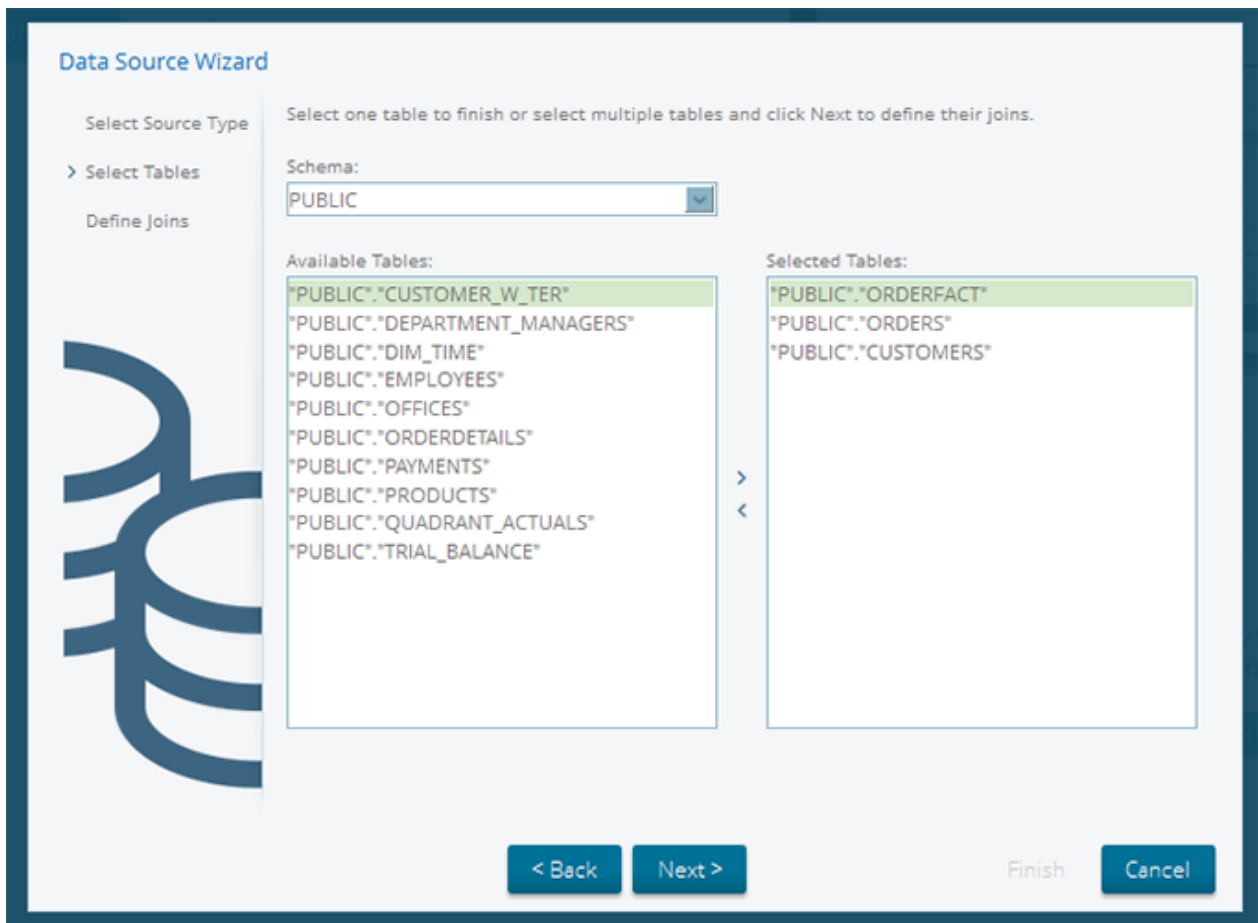 Data Source Wizard
Select Source Type
> Select Tables
Define Joins
Select one table to finish or select multiple tables and click Next to define their joins.
Schema:
PUBLIC
Available Tables:
"PUBLIC"."CUSTOMER_W_TER"
"PUBLIC"."DEPARTMENT_MANAGERS"
"PUBLIC"."DIM_TIME"
"PUBLIC"."EMPLOYEES"
"PUBLIC"."OFFICES"
"PUBLIC"."ORDERDETAILS"
"PUBLIC"."PAYMENTS"
"PUBLIC"."PRODUCTS"
"PUBLIC"."QUADRANT_ACTUALS"
"PUBLIC"."TRIAL_BALANCE"
>
<
Selected Tables:
"PUBLIC"."ORDERFACT"
"PUBLIC"."ORDERS"
"PUBLIC"."CUSTOMERS"
< Back
Next >
Finish
Cancel